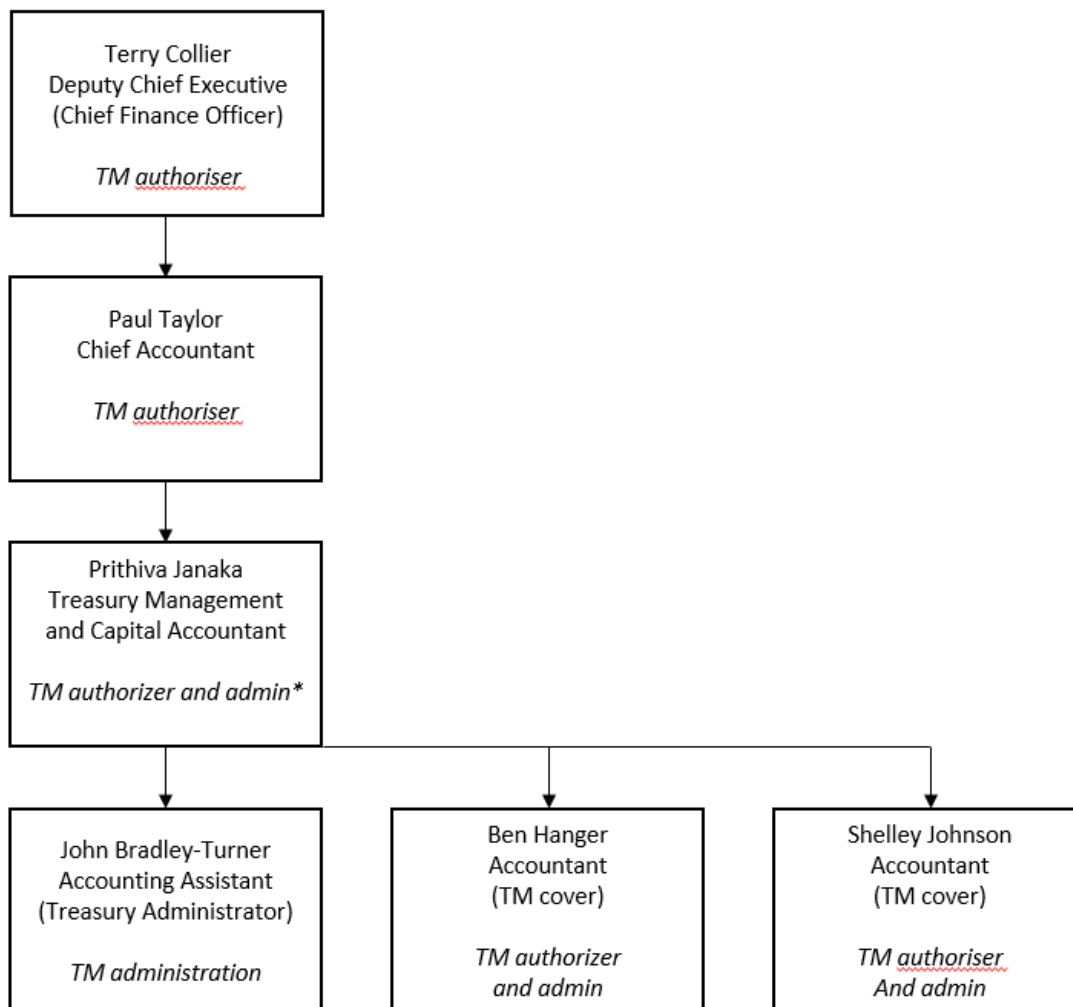 Terry Collier
Deputy Chief Executive
(Chief Finance Officer)
TM authoriser
Paul Taylor
Chief Accountant
TM authoriser
Prithiva Janaka
Treasury Management
and Capital Accountant
TM authorizer and admin*
John Bradley-Turner
Accounting Assistant
(Treasury Administrator)
TM administration
Ben Hanger
Accountant
(TM cover)
TM authorizer
and admin
Shelley Johnson
Accountant
(TM cover)
TM authoriser
And admin